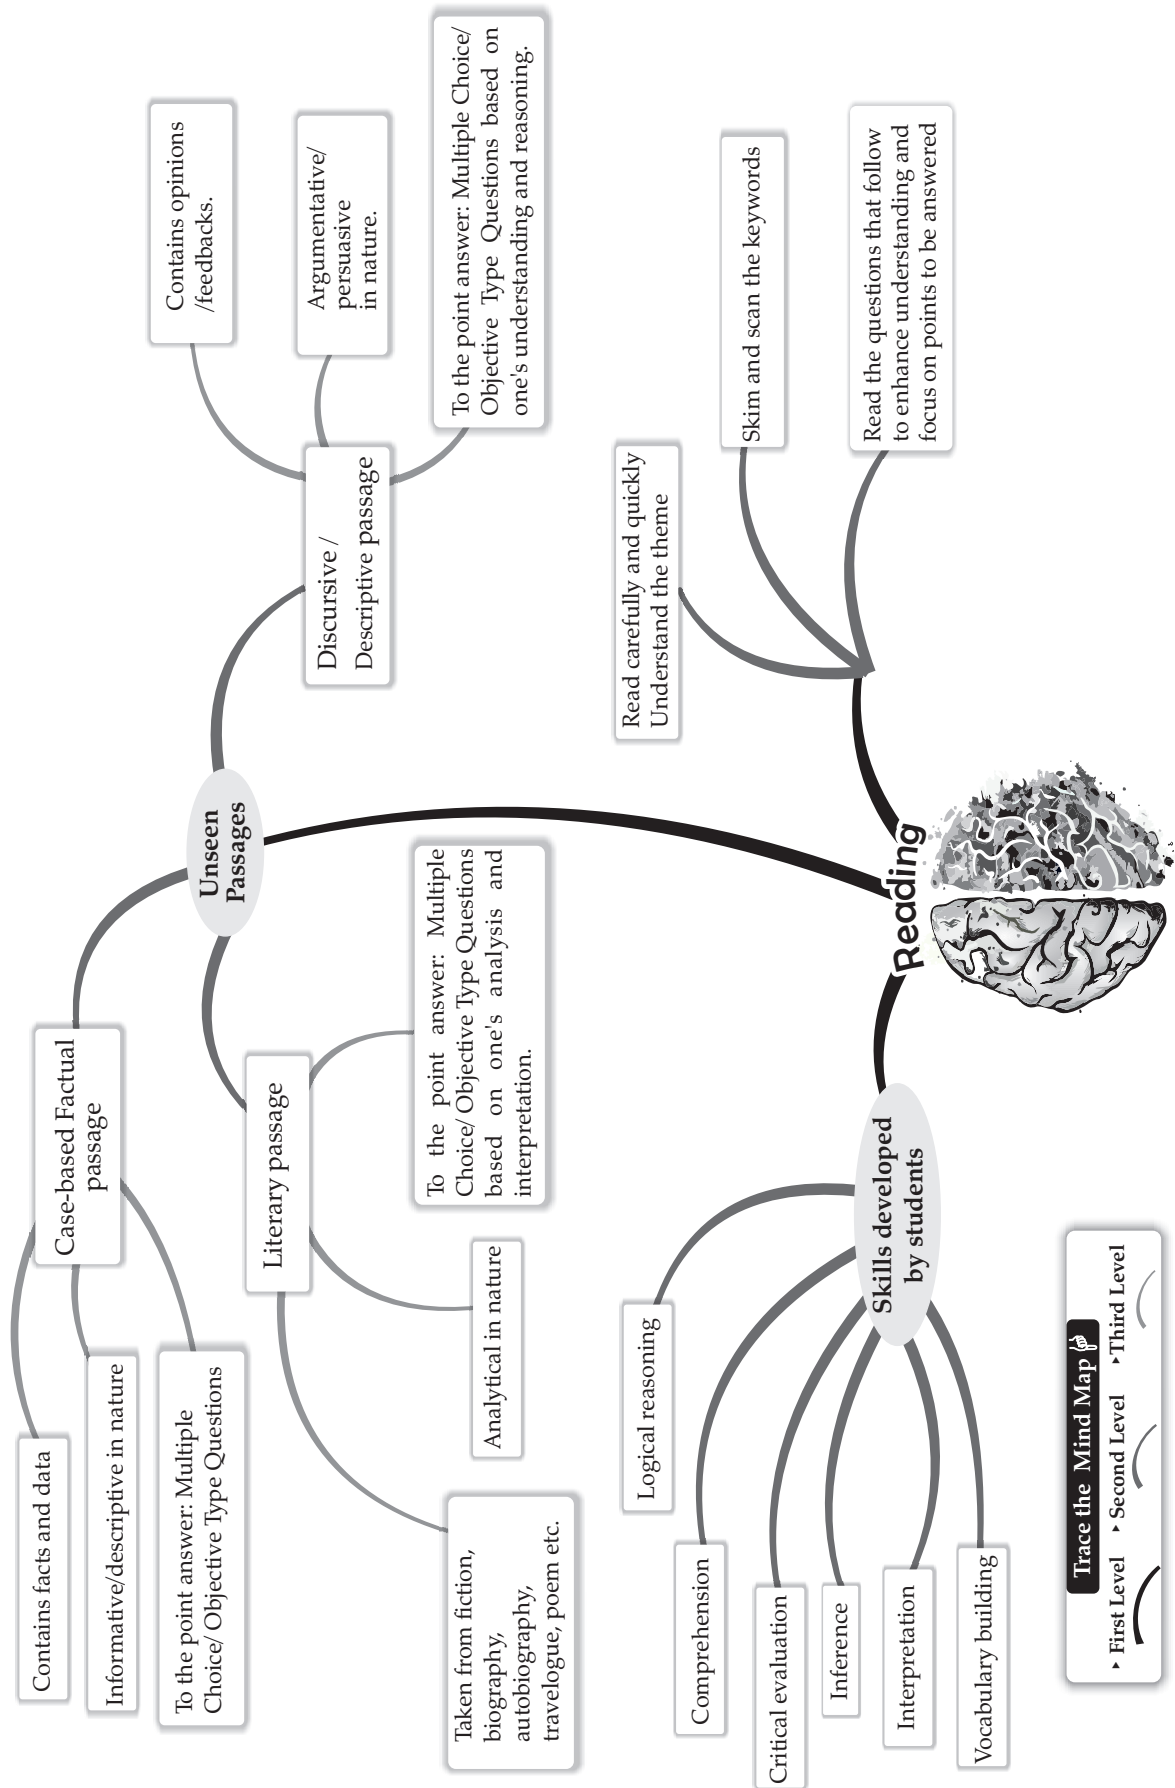 Contains facts and data
Informative/descriptive in nature
To the point answer: Multiple
Choice/ Objective Type Questions
Case-based Factual
passage
Unseen
Passages
Contains opinions
/feedbacks.
Argumentative/
persuasive
in nature.
To the point answer: Multiple Choice/
Objective Type Questions based on
one's understanding and reasoning.
Discursive /
Descriptive passage
Literary passage
Taken from fiction,
biography,
autobiography,
travelogue, poem etc.
Analytical in nature
To the point answer: Multiple
Choice/ Objective Type Questions
based on one's analysis and
interpretation.
Read carefully and quickly
Understand the theme
Skim and scan the keywords
Read the questions that follow
to enhance understanding and
focus on points to be answered
Reading
Skills developed
by students
Logical reasoning
Comprehension
Critical evaluation
Inference
Interpretation
Vocabulary building
Trace the Mind Map
▸ First Level ▸ Second Level ▸ Third Level